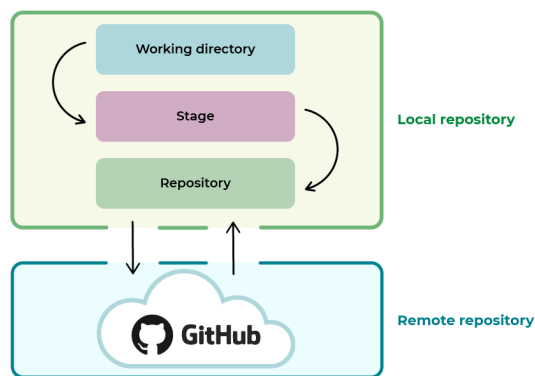 Working directory
Stage
Local repository
Repository
GitHub
Remote repository